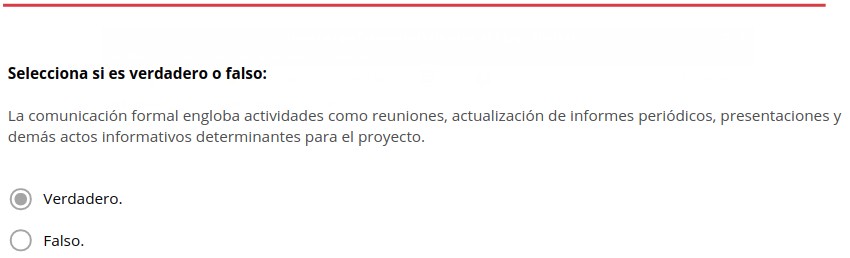 Selecciona si es verdadero o falso:
La comunicación formal engloba actividades como reuniones, actualización de informes periódicos, presentaciones y
demás actos informativos determinantes para el proyecto.
Verdadero.
Falso.